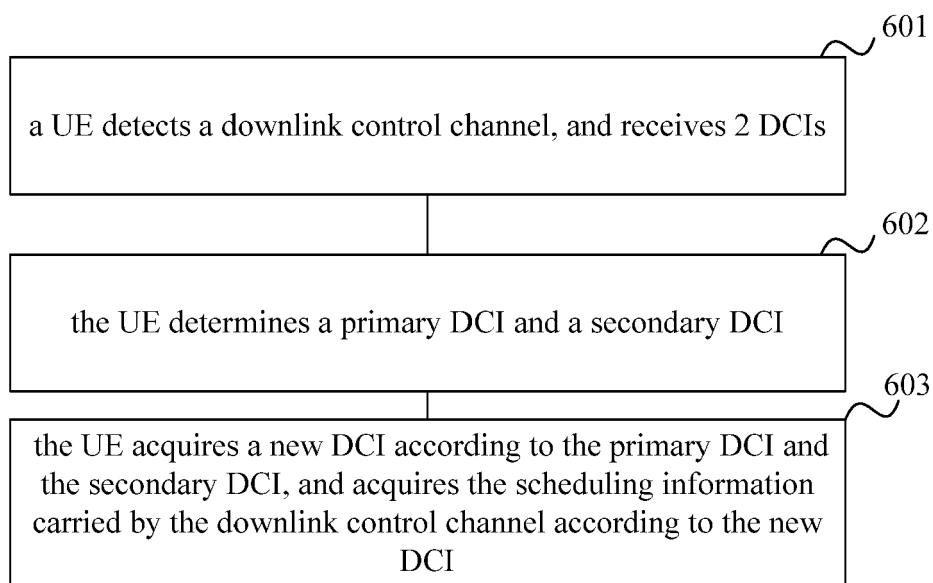 601
a UE detects a downlink control channel, and receives 2 DCIs
602
the UE determines a primary DCI and a secondary DCI
603
the UE acquires a new DCI according to the primary DCI and
the secondary DCI, and acquires the scheduling information
carried by the downlink control channel according to the new
DCI